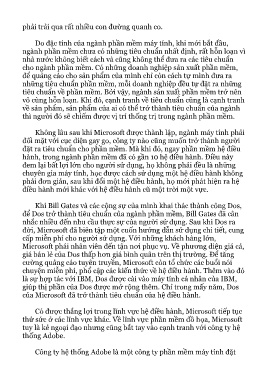 phải trải qua rất nhiều con đường quanh co.
Do đặc tính của ngành phần mềm máy tính, khi mới bắt đầu,
ngành phần mềm chưa có những tiêu chuẩn nhất định, rất hỗn loạn vì
nhà nước không biết cách và cũng không thể đưa ra các tiêu chuẩn
cho ngành phần mềm. Có những doanh nghiệp sản xuất phần mềm,
để quảng cáo cho sản phẩm của mình chỉ còn cách tự mình đưa ra
những tiêu chuẩn phần mềm, mỗi doanh nghiệp đều tự đặt ra những
tiêu chuẩn về phần mềm. Bởi vậy, ngành sản xuất phần mềm trở nên
vô cùng hỗn loạn. Khi đó, cạnh tranh về tiêu chuẩn cũng là cạnh tranh
về sản phẩm, sản phẩm của ai có thể trở thành tiêu chuẩn của ngành
thì người đó sẽ chiếm được vị trí thống trị trong ngành phần mềm.
Không lâu sau khi Microsoft được thành lập, ngành máy tính phải
đối mặt với cục diện gay go, công ty nào cũng muốn trở thành người
đặt ra tiêu chuẩn cho phần mềm. Mà khi đó, ngay phần mềm hệ điều
hành, trong ngành phần mềm đã có gần 10 hệ điều hành. Điều này
đem lại bất lợi lớn cho người sử dụng, họ không phải đều là những
chuyên gia máy tính, học được cách sử dụng một hệ điều hành không
phải đơn giản, sau khi đổi một hệ điều hành, họ mới phát hiện ra hệ
điều hành mới khác với hệ điều hành cũ một trời một vực.
Khi Bill Gates và các cộng sự của mình khai thác thành công Dos,
để Dos trở thành tiêu chuẩn của ngành phần mềm, Bill Gates đã cân
nhắc nhiều đến nhu cầu thực sự của người sử dụng. Sau khi Dos ra
đời, Microsoft đã biên tập một cuốn hướng dẫn sử dụng chi tiết, cung
cấp miễn phí cho người sử dụng. Với những khách hàng lớn,
Microsoft phái nhân viên đến tận nơi phục vụ. Về phương diện giá cả,
giá bán lẻ của Dos thấp hơn giá bình quân trên thị trường. Để tăng
cường quảng cáo tuyên truyền, Microsoft còn tổ chức các buổi nói
chuyện miễn phí, phổ cập các kiến thức về hệ điều hành. Thêm vào đó
là sự hợp tác với IBM, Dos được cài vào máy tính cá nhân của IBM,
giúp thị phần của Dos được mở rộng thêm. Chỉ trong mấy năm, Dos
của Microsoft đã trở thành tiêu chuẩn của hệ điều hành.
Có được thắng lợi trong lĩnh vực hệ điều hành, Microsoft tiếp tục
thử sức ở các lĩnh vực khác. Về lĩnh vực phần mềm đồ họa, Microsoft
tuy là kẻ ngoại đạo nhưng cũng bắt tay vào cạnh tranh với công ty hệ
thống Adobe.
Công ty hệ thống Adobe là một công ty phần mềm máy tính đặt